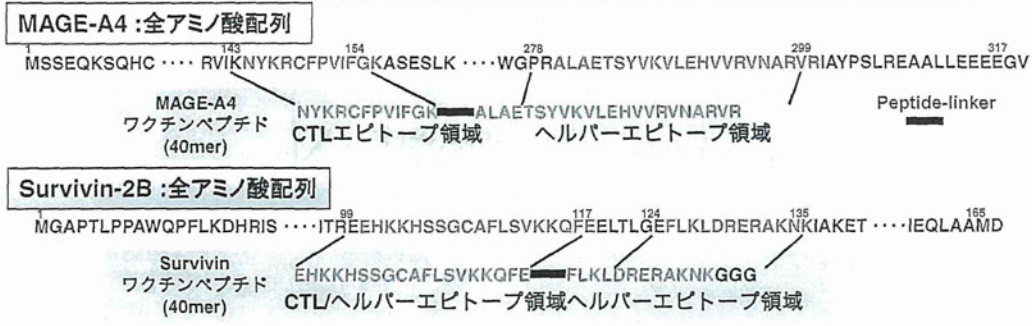 MAGE-A4 :全アミノ酸配列
1 143 154 278 299 317
MSSEQKSQHC ···· RVIKNYKRCFPVIFGKASESLK ····WGPRALAETSYVKVLEHVVRVNARVRIAYPSLREAALLEEEEGV
MAGE-A4
ワクチンペプチド
(40mer)
NYKRCFPVIFGK ALAETSYVKVLEHVVRVNARVR
CTLエピトープ領域 ヘルパーエピトープ領域
Peptide-linker
Survivin-2B :全アミノ酸配列
1 99 117 124 135 165
MGAPTLPPAWQPFLKDHRIS ····ITREEHKKHSSGCAFLSVKKQFEELTLGEFLKLDRERAKNKIAKET ····IEQLAAMD
Survivin
ワクチンペプチド
(40mer)
EHKKHSSGCAFLSVKKQFE FLKLDRERAKNKGGG
CTL/ヘルパーエピトープ領域ヘルパーエピトープ領域